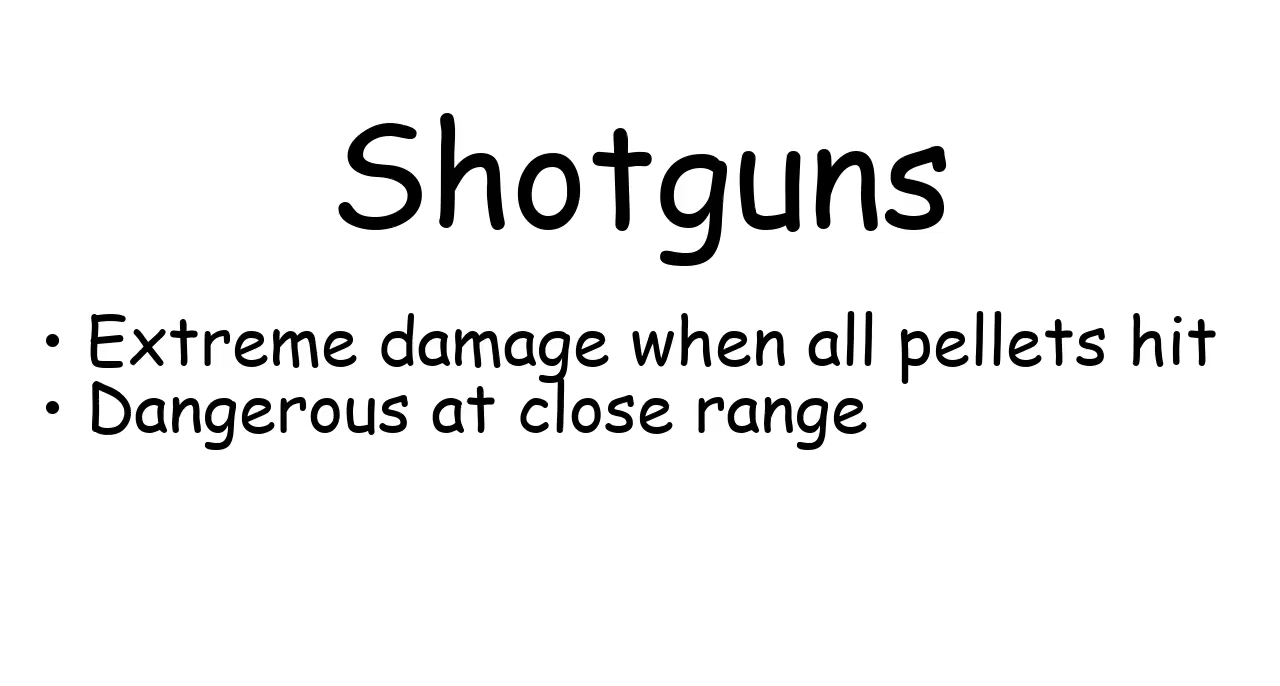 Shotguns
• Extreme damage when all pellets hit
• Dangerous at close range